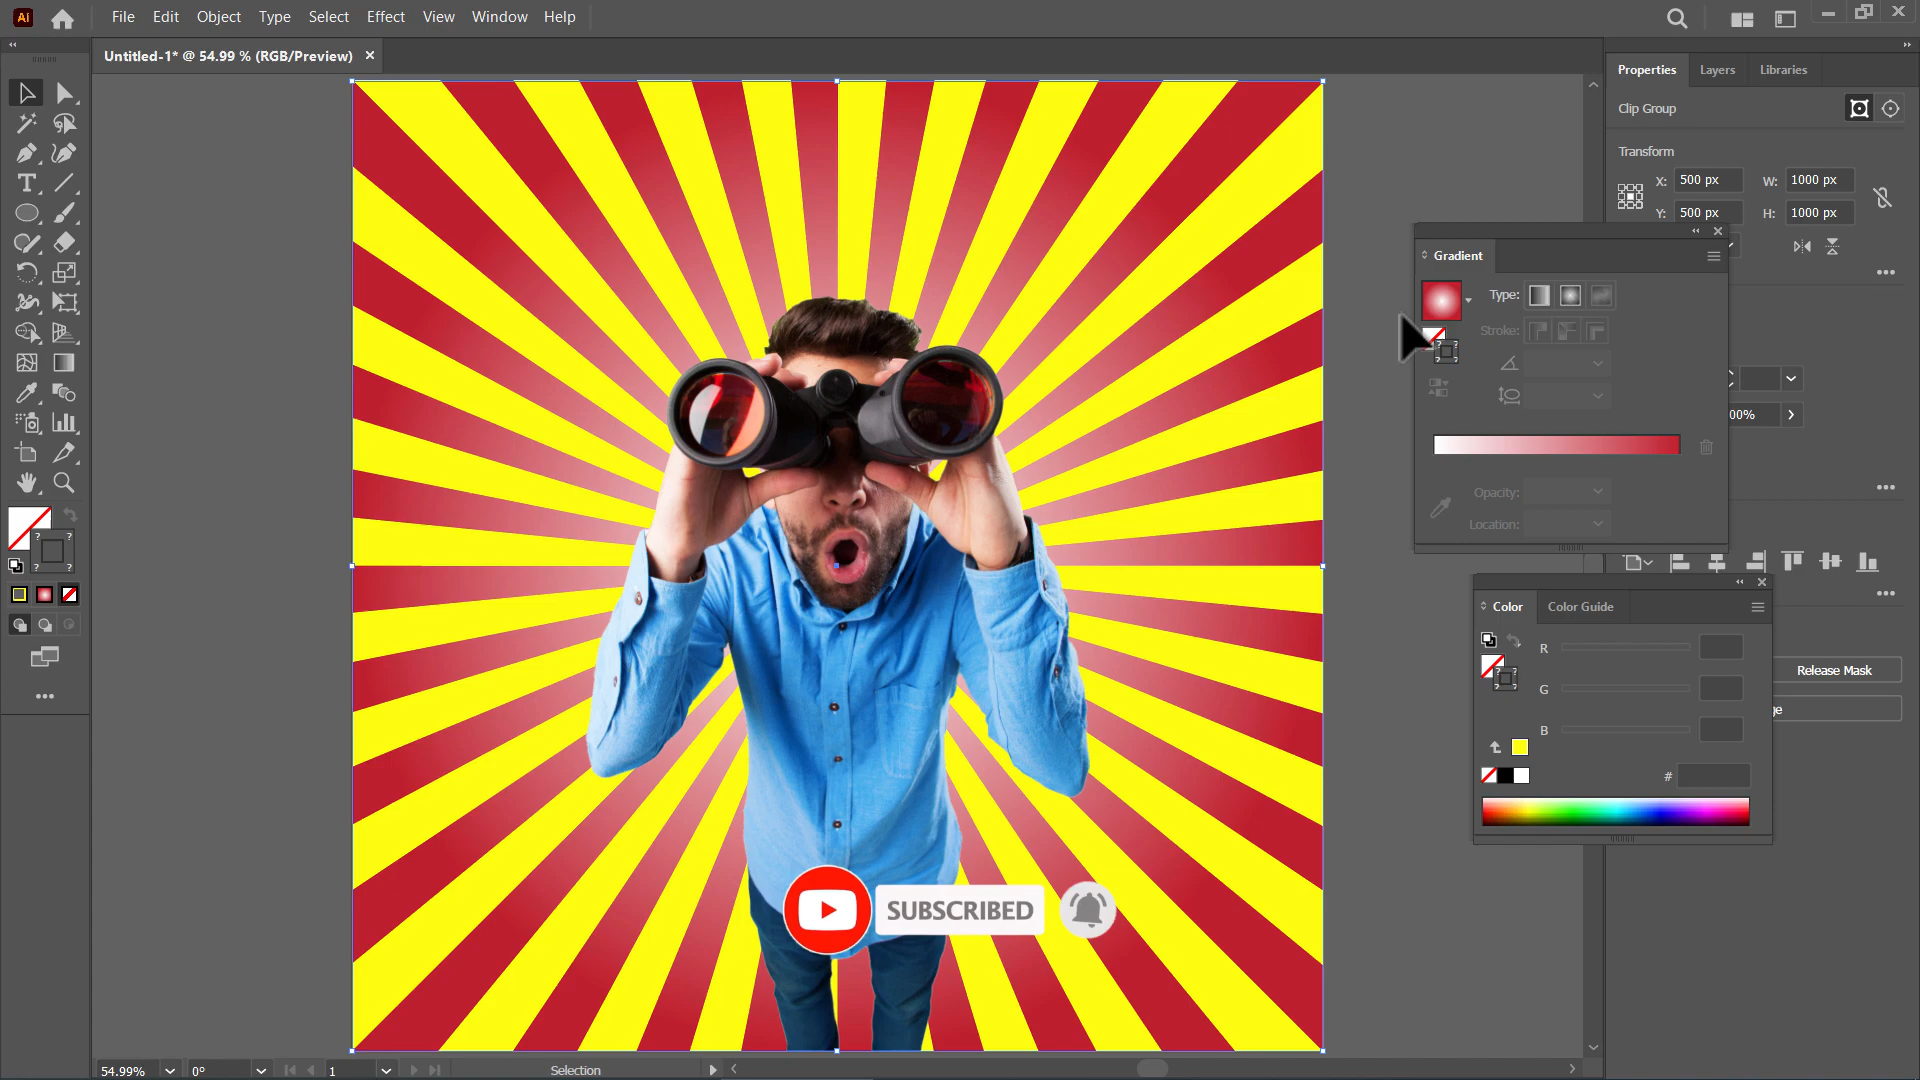 Ai
File Edit Object Type Select Effect View Window Help
Untitled-1* @ 54.99 % (RGB/Preview)
Properties Layers Libraries
Clip Group
Transform
X: 500 px W: 1000 px
Y: 500 px H: 1000 px
Gradient
Type:
Stroke:
00%
Opacity:
Location:
Color Color Guide
R
G
B
#
Release Mask
ge
SUBSCRIBED
54.99% 0° 1 Selection